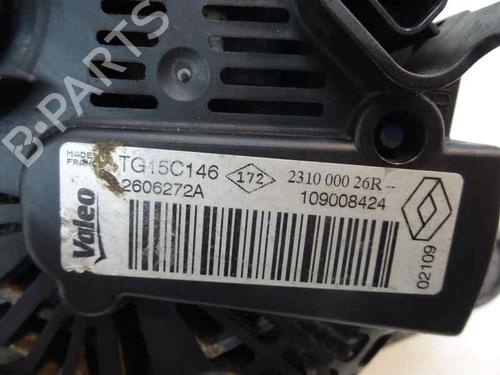 B-PARTS
MADE IN
FRANCE
Valeo
TG15C146
2606272A
172
2310 000 26R --
109008424
02109